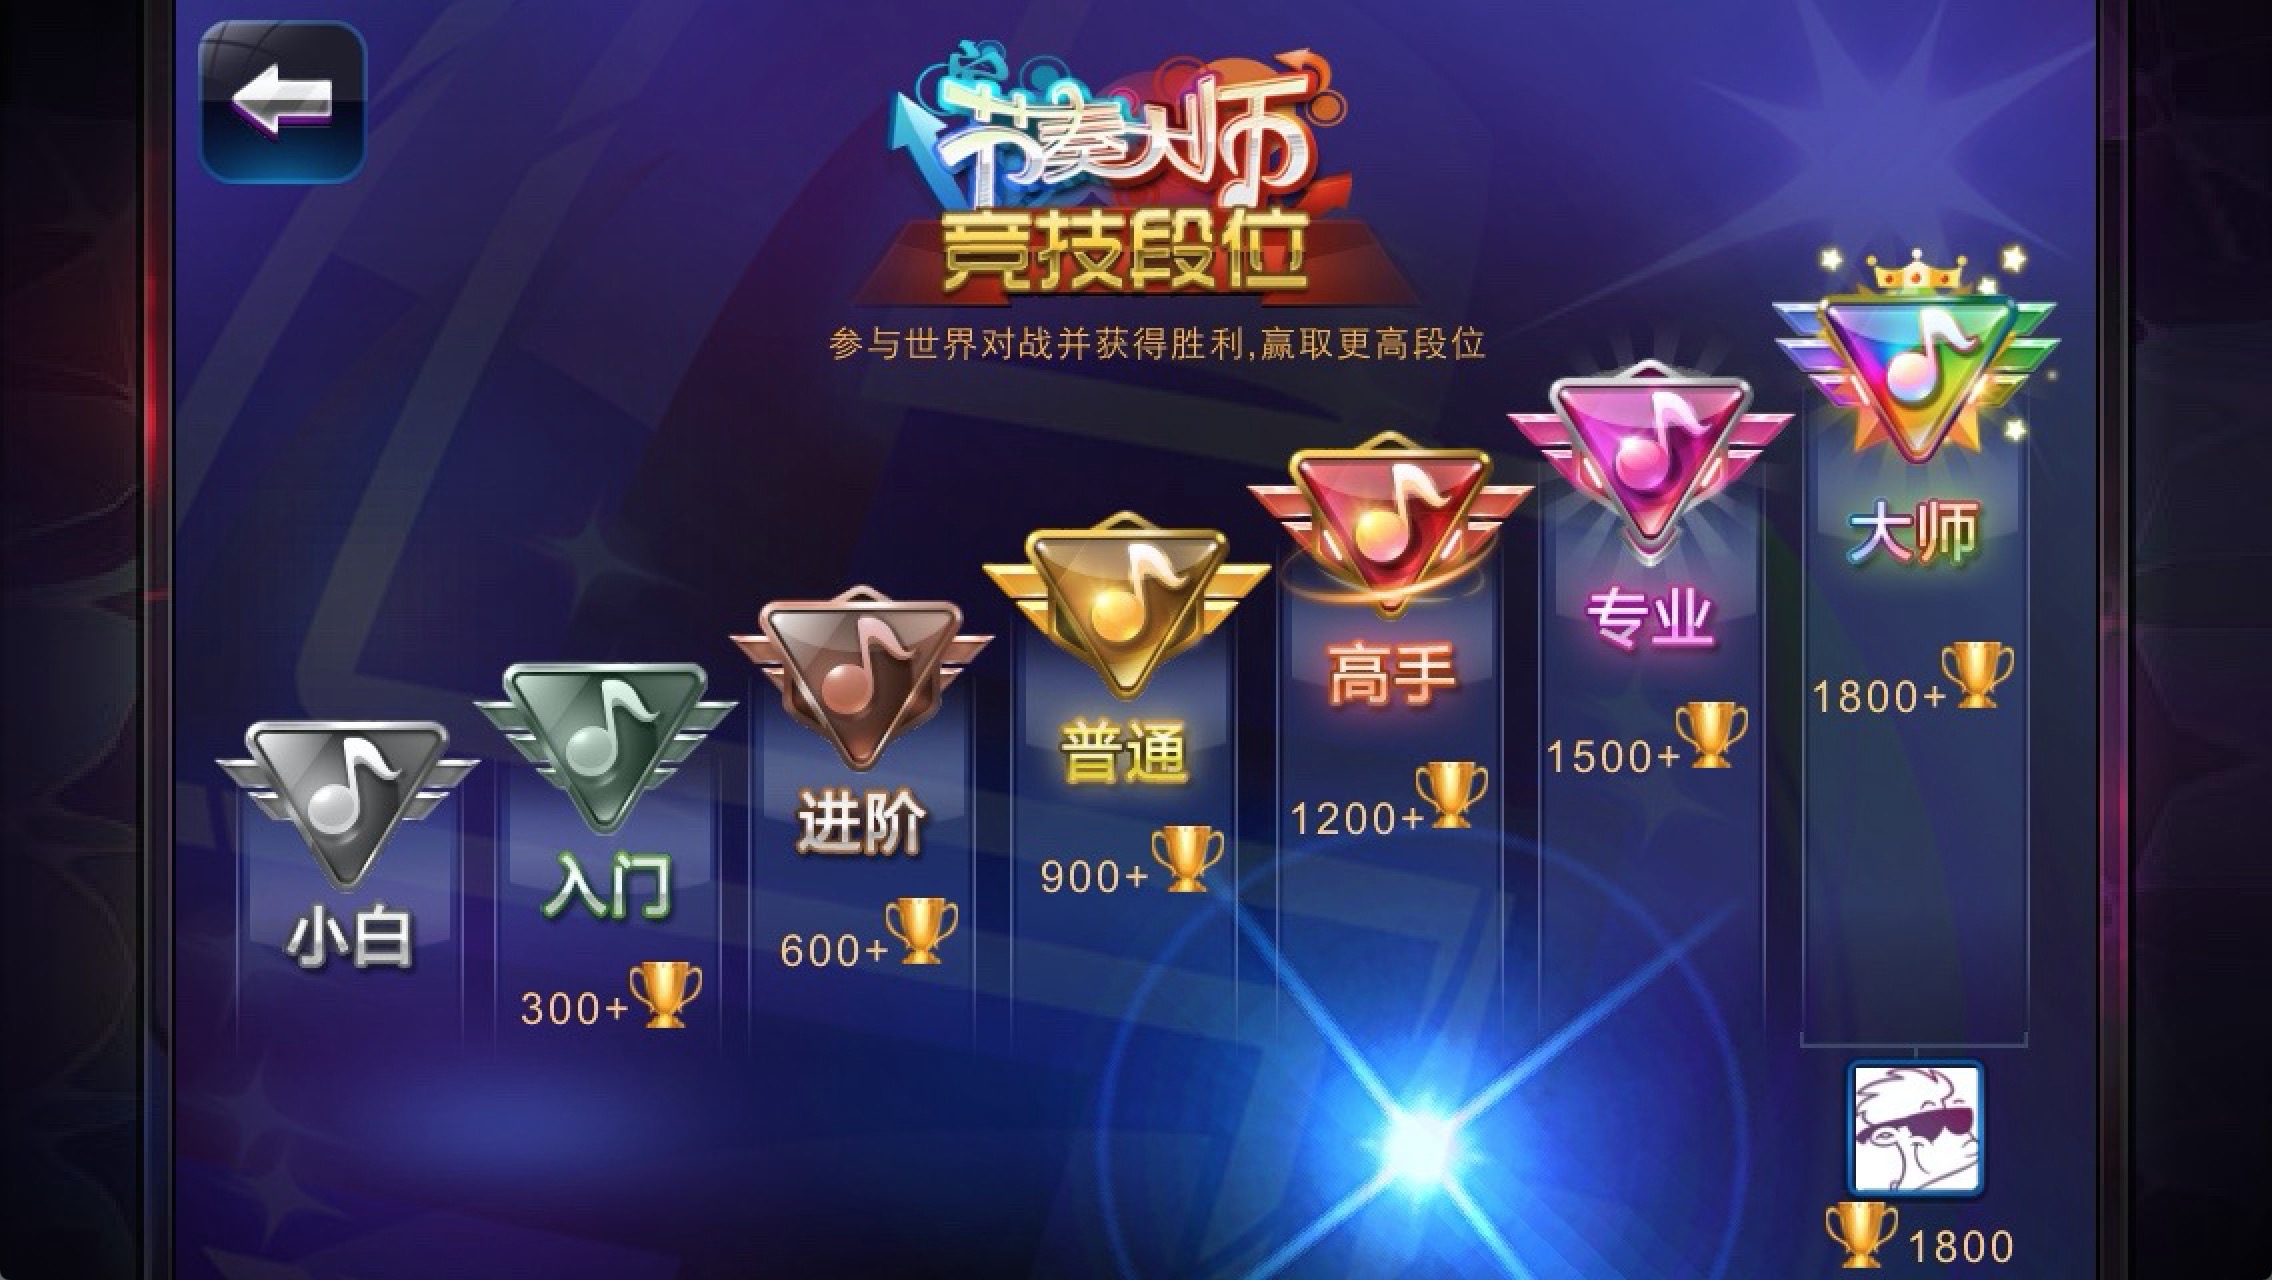 节奏大师
竞技段位
参与世界对战并获得胜利,赢取更高段位
小白
入门
300+
进阶
600+
普通
900+
高手
1200+
专业
1500+
大师
1800+
1800